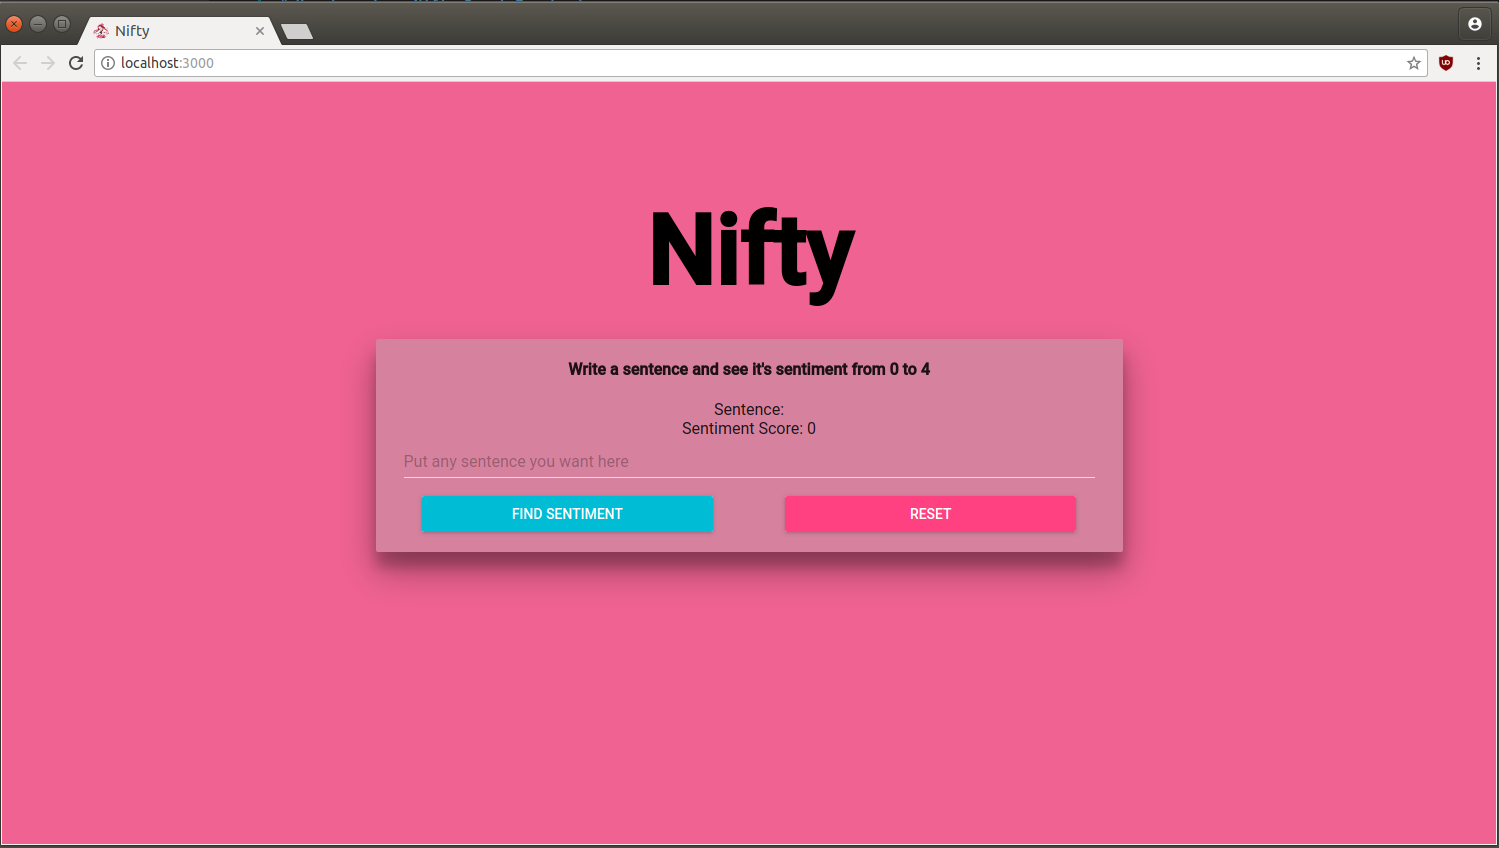 Nifty
localhost:3000
Nifty
Write a sentence and see it's sentiment from 0 to 4
Sentence:
Sentiment Score: 0
Put any sentence you want here
FIND SENTIMENT
RESET